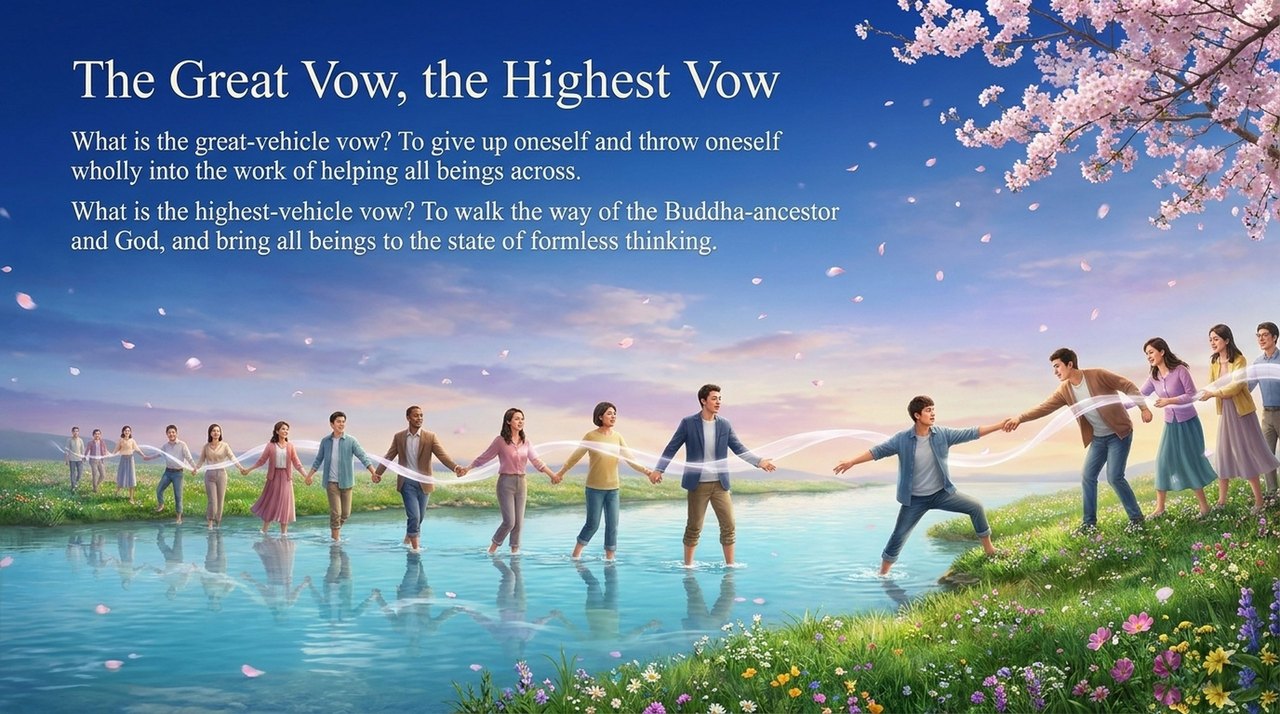 The Great Vow, the Highest Vow
What is the great-vehicle vow? To give up oneself and throw oneself
wholly into the work of helping all beings across.
What is the highest-vehicle vow? To walk the way of the Buddha-ancestor
and God, and bring all beings to the state of formless thinking.